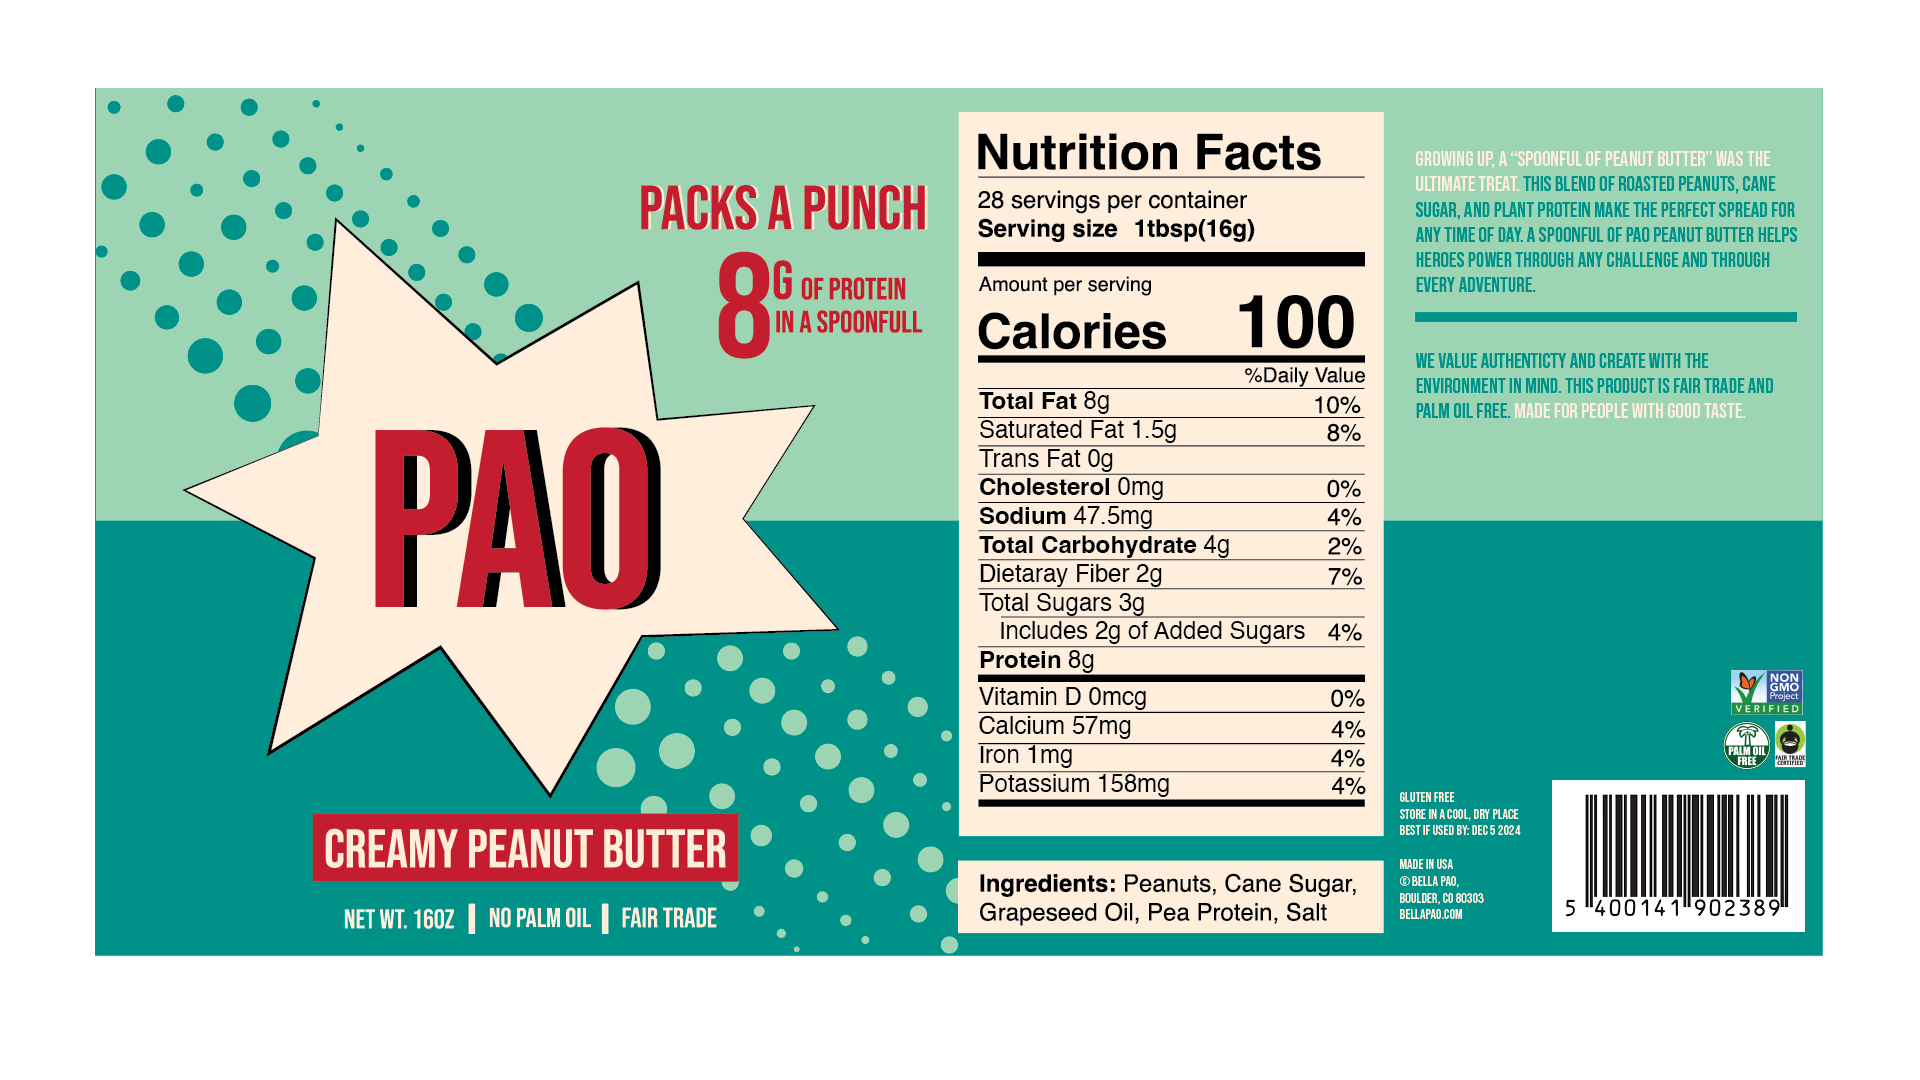 PACKS A PUNCH
8G OF PROTEIN
IN A SPOONFULL
PAO
CREAMY PEANUT BUTTER
NET WT. 16OZ | NO PALM OIL | FAIR TRADE
Nutrition Facts
28 servings per container
Serving size 1tbsp(16g)
Amount per serving
Calories 100
%Daily Value
Total Fat 8g 10%
Saturated Fat 1.5g 8%
Trans Fat 0g
Cholesterol 0mg 0%
Sodium 47.5mg 4%
Total Carbohydrate 4g 2%
Dietaray Fiber 2g 7%
Total Sugars 3g
Includes 2g of Added Sugars 4%
Protein 8g
Vitamin D 0mcg 0%
Calcium 57mg 4%
Iron 1mg 4%
Potassium 158mg 4%
Ingredients: Peanuts, Cane Sugar,
Grapeseed Oil, Pea Protein, Salt
GROWING UP, A “SPOONFUL OF PEANUT BUTTER” WAS THE
ULTIMATE TREAT. THIS BLEND OF ROASTED PEANUTS, CANE
SUGAR, AND PLANT PROTEIN MAKE THE PERFECT SPREAD FOR
ANY TIME OF DAY. A SPOONFUL OF PAO PEANUT BUTTER HELPS
HEROES POWER THROUGH ANY CHALLENGE AND THROUGH
EVERY ADVENTURE.
WE VALUE AUTHENTICTY AND CREATE WITH THE
ENVIRONMENT IN MIND. THIS PRODUCT IS FAIR TRADE AND
PALM OIL FREE. MADE FOR PEOPLE WITH GOOD TASTE.
NON
GMO
Project
VERIFIED
PALM OIL
FREE
FAIR TRADE
CERTIFIED
GLUTEN FREE
STORE IN A COOL, DRY PLACE
BEST IF USED BY: DEC 5 2024
MADE IN USA
© BELLA PAO,
BOULDER, CO 80303
BELLAPAO.COM
5 400141 902389